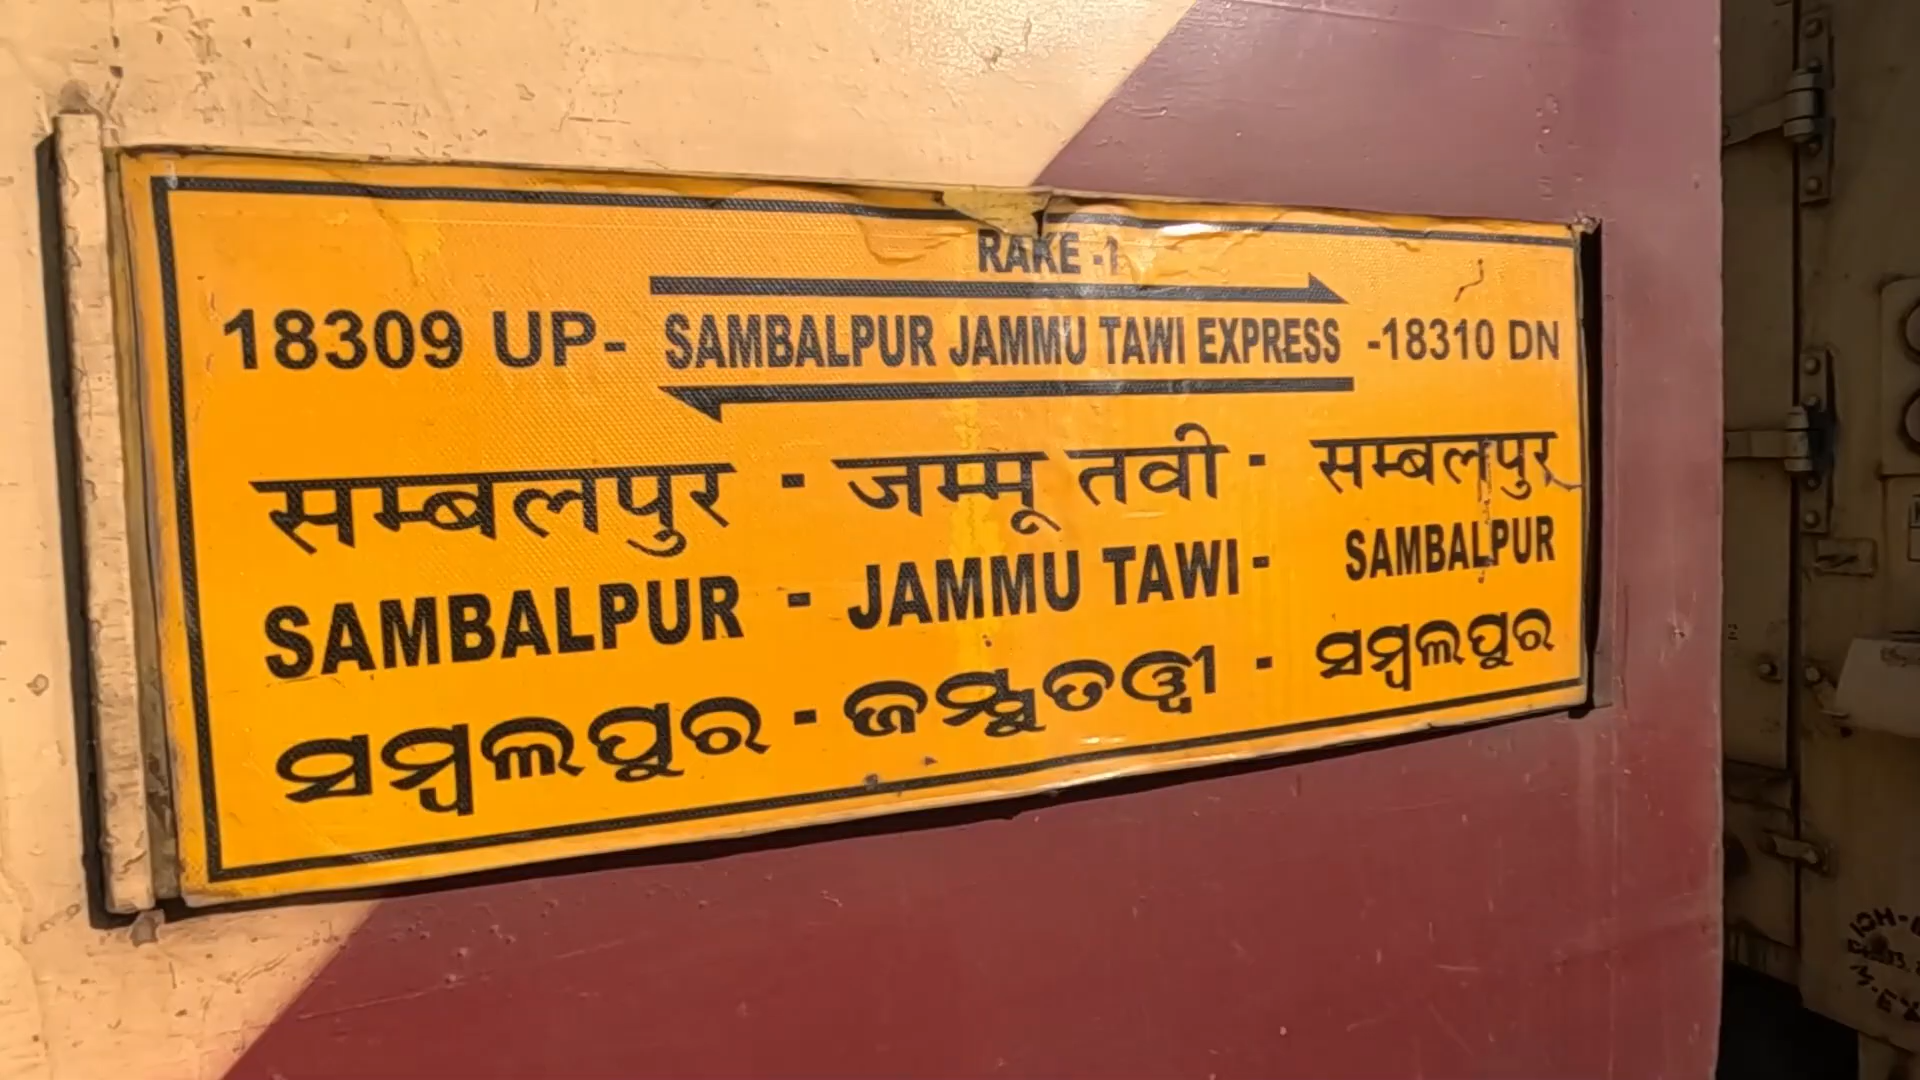 RAKE -1
18309 UP- SAMBALPUR JAMMU TAWI EXPRESS -18310 DN
सम्बलपुर - जम्मू तवी - सम्बलपुर
SAMBALPUR - JAMMU TAWI - SAMBALPUR
ସମ୍ବଲପୁର - ଜମ୍ମୁତୱୀ - ସମ୍ବଲପୁର